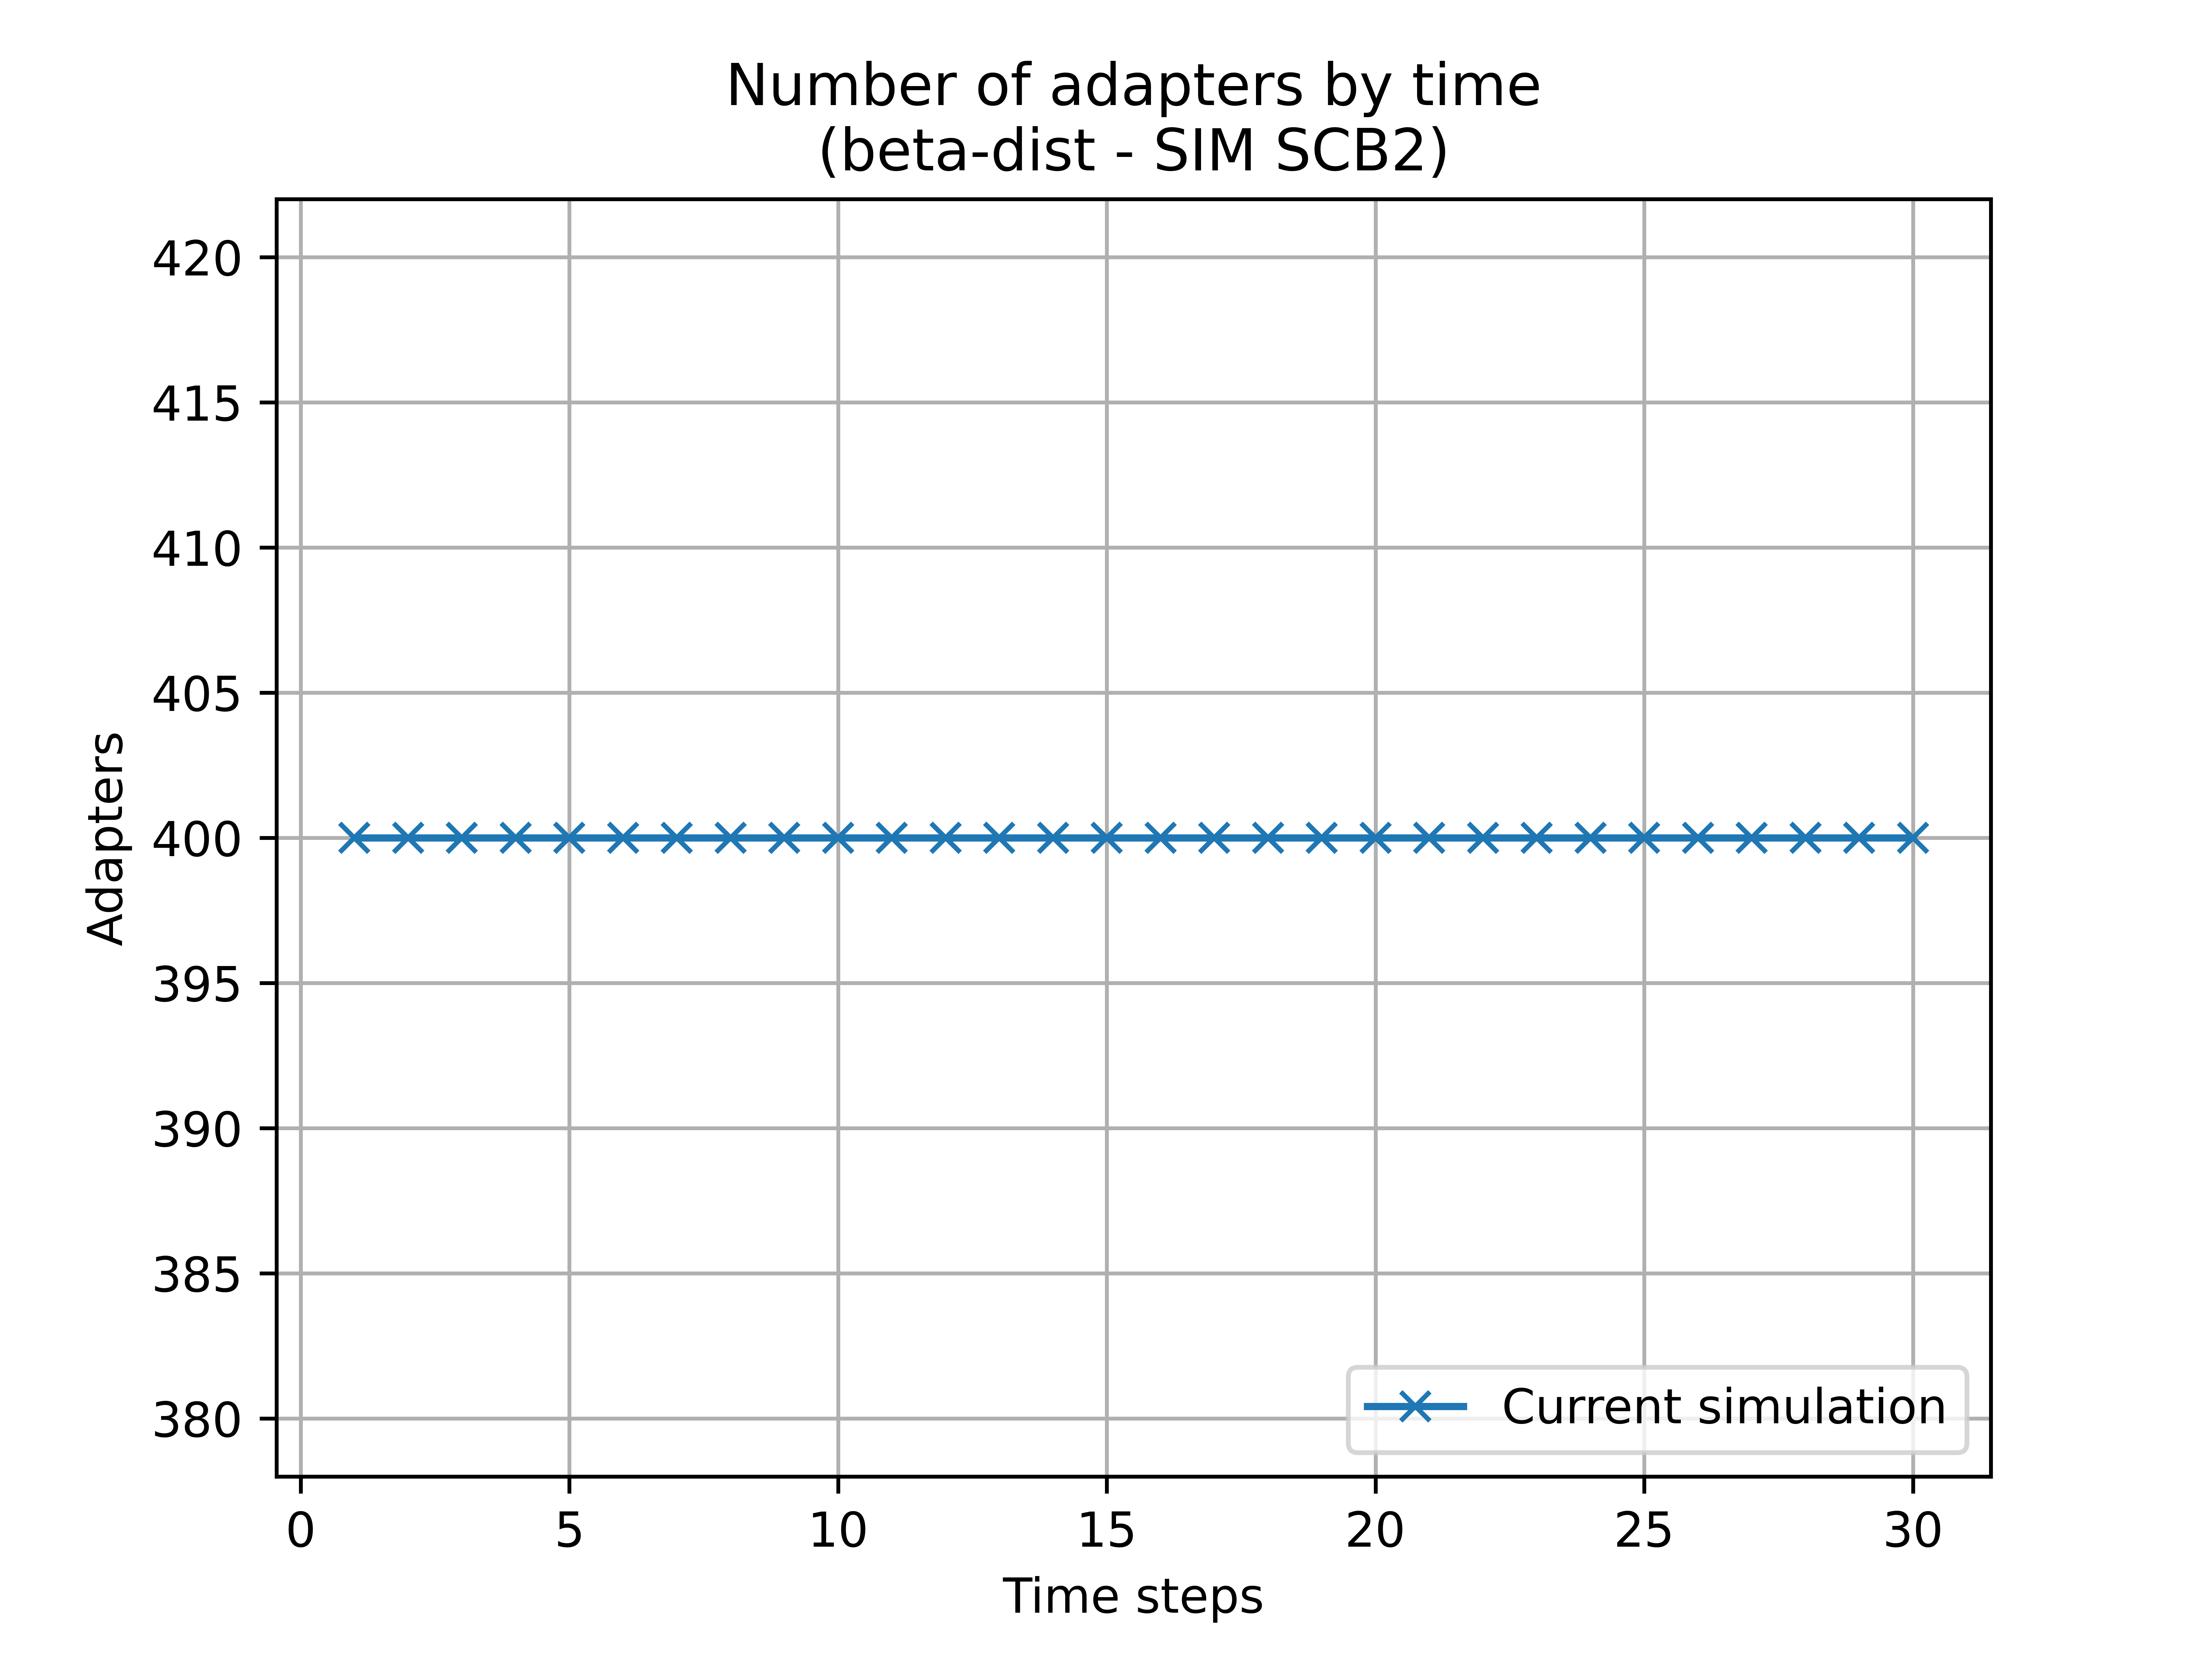 Number of adapters by time
(beta-dist - SIM SCB2)
420
415
410
405
400
395
390
385
380
Adapters
Current simulation
0 5 10 15 20 25 30
Time steps